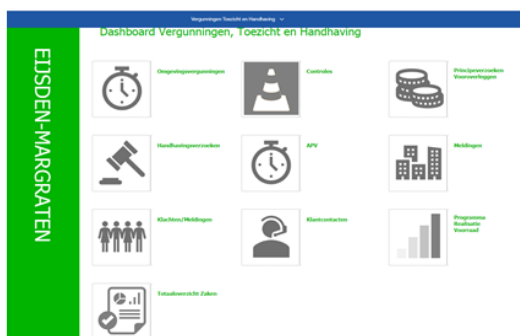 Vergunningen Toezicht en Handhaving
Dashboard Vergunningen, Toezicht en Handhaving
EIJSDEN-MARGRATEN
Omgevingsvergunningen
Controles
Principeverzoeken
Vooroverleggen
Handhavingsverzoeken
APV
Meldingen
Klachten/Meldingen
Klantcontacten
Programma
Realisatie
Voorraad
Totaaloverzicht Zaken